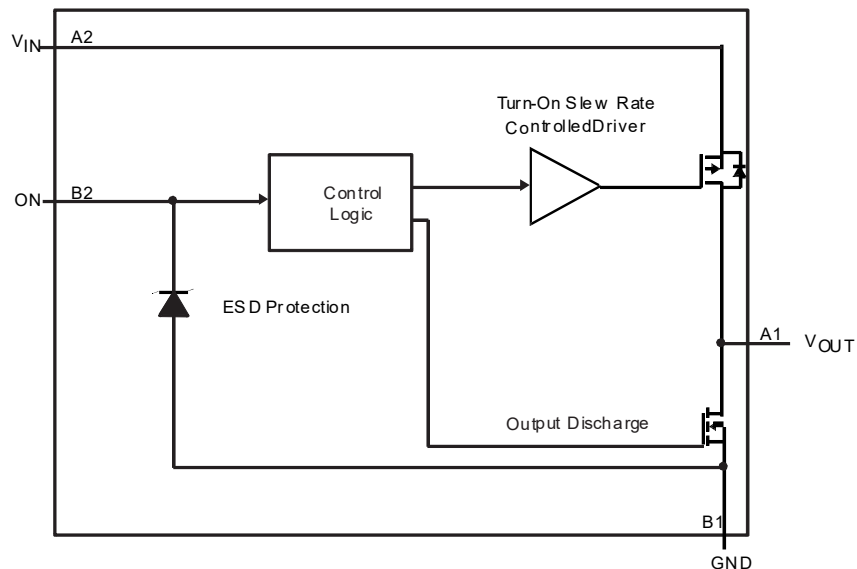 VIN
A2
Turn-On Slew Rate
ControlledDriver
ON
B2
Control
Logic
ESD Protection
A1
VOUT
Output Discharge
B1
GND